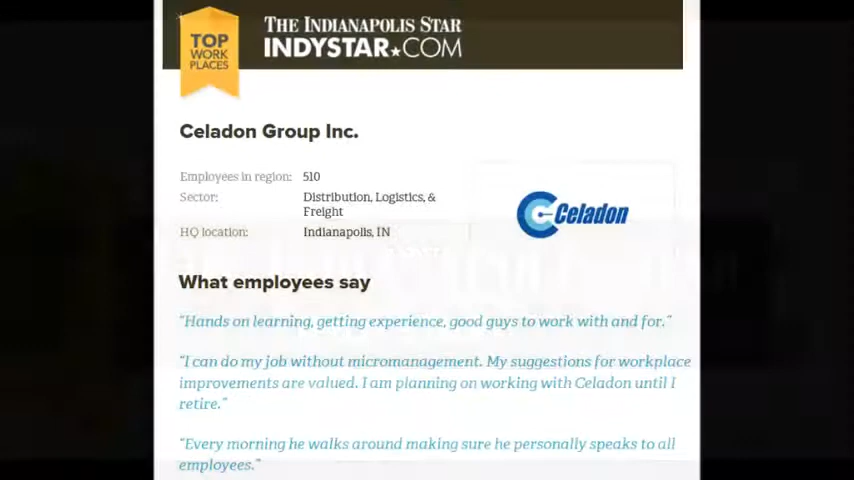 TOP
WORK
PLACES
THE INDIANAPOLIS STAR
INDYSTAR★COM
Celadon Group Inc.
Employees in region: 510
Sector: Distribution, Logistics, &
Freight
HQ location: Indianapolis, IN
Celadon
What employees say
"Hands on learning, getting experience, good guys to work with and for."
"I can do my job without micromanagement. My suggestions for workplace
improvements are valued. I am planning on working with Celadon until I
retire."
"Every morning he walks around making sure he personally speaks to all
employees."